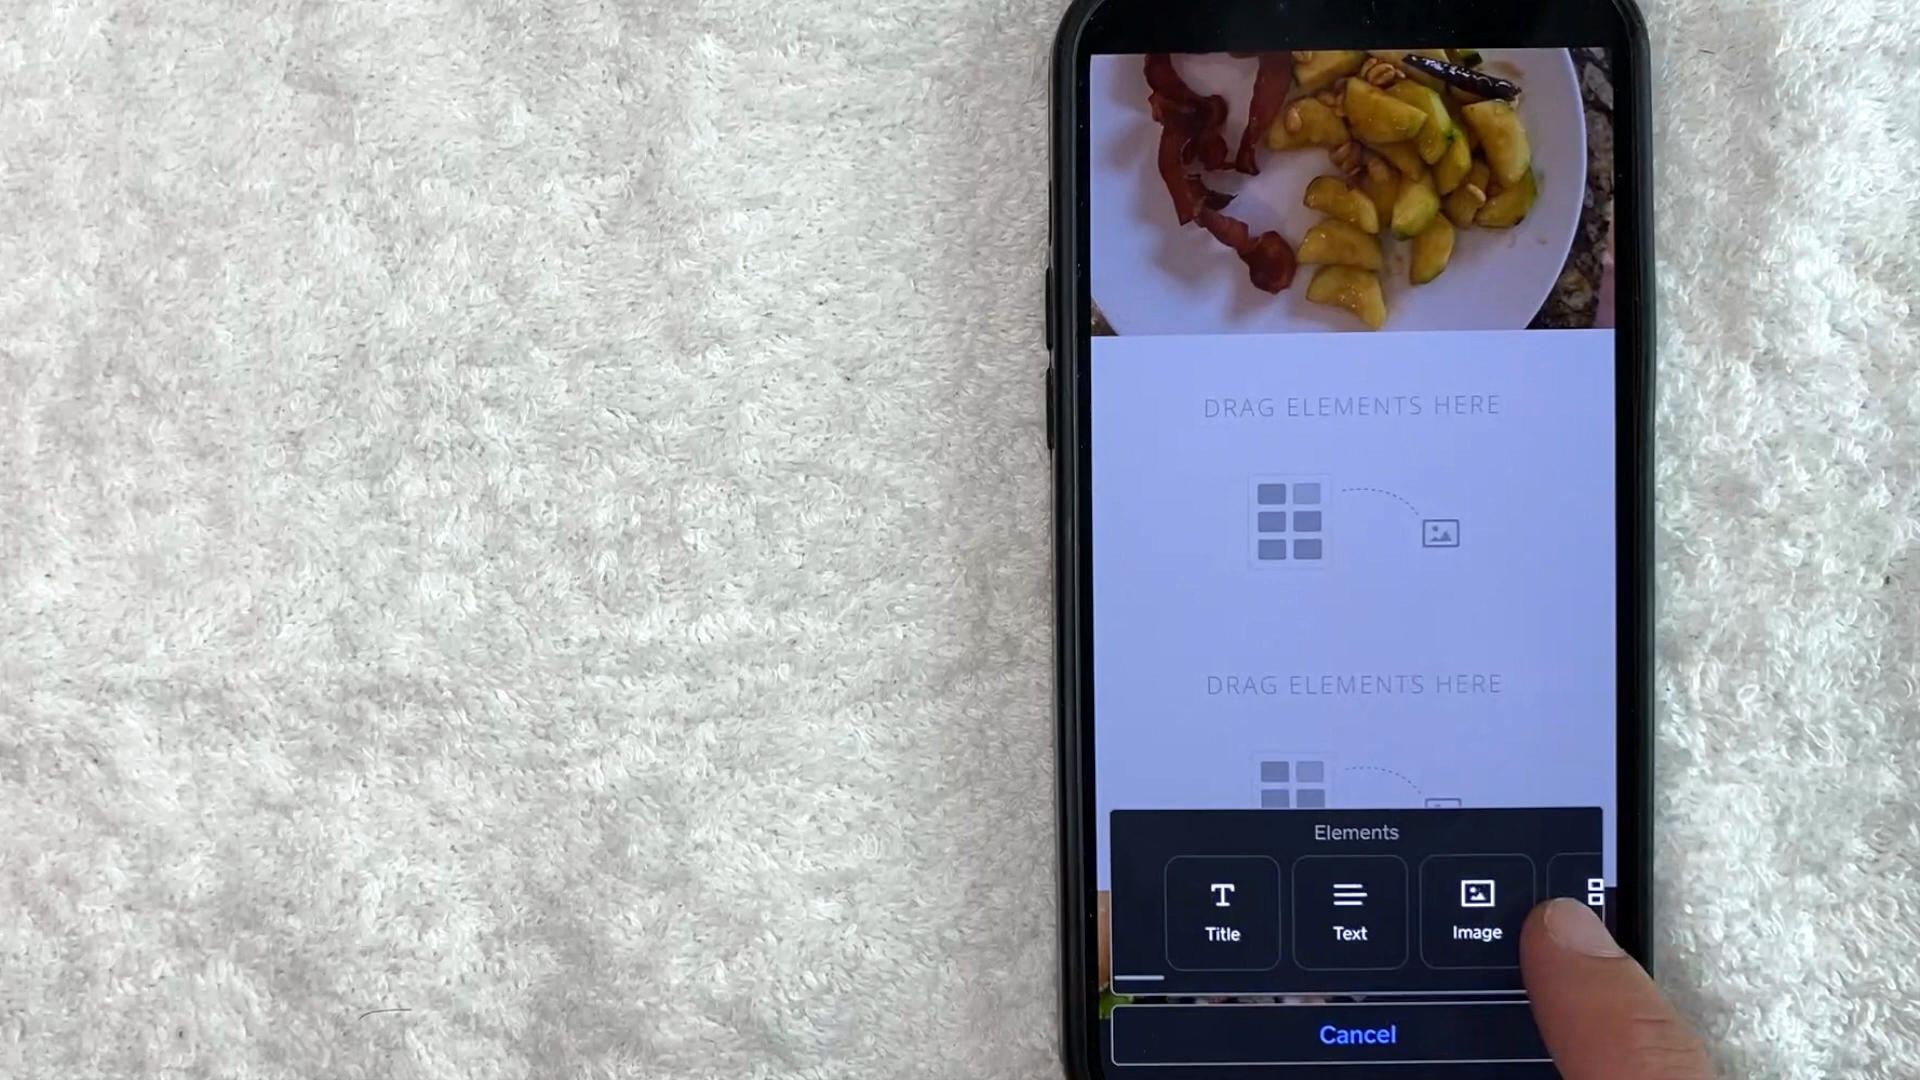 DRAG ELEMENTS HERE
DRAG ELEMENTS HERE
Elements
Title
Text
Image
Cancel